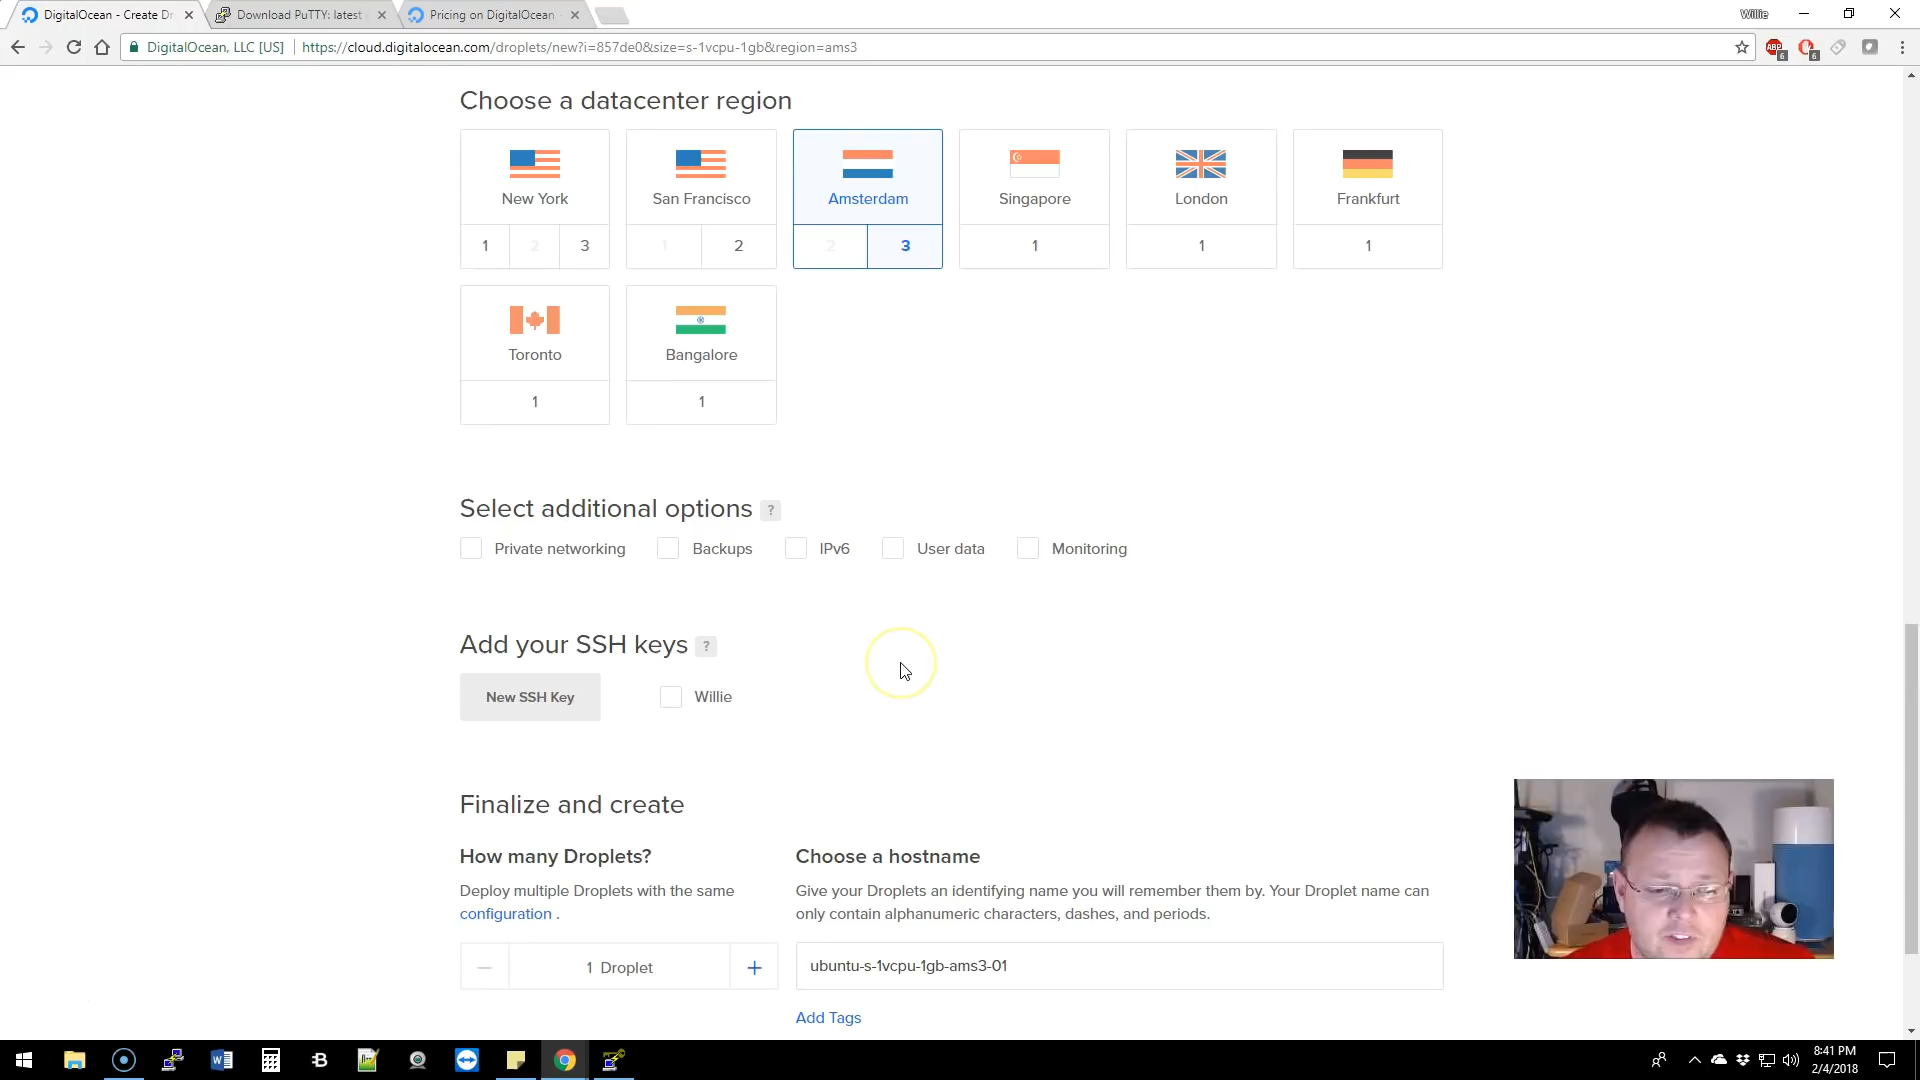 DigitalOcean - Create Dr
Download PuTTY: latest
Pricing on DigitalOcean
Willie
DigitalOcean, LLC [US]
https://cloud.digitalocean.com/droplets/new?i=857de0&size=s-1vcpu-1gb&region=ams3
ABP
6
6
Choose a datacenter region
New York
San Francisco
Amsterdam
Singapore
London
Frankfurt
1 2 3
1 2
2 3
1
1
1
Toronto
Bangalore
1
1
Select additional options ?
Private networking
Backups
IPv6
User data
Monitoring
Add your SSH keys ?
New SSH Key
Willie
Finalize and create
How many Droplets?
Deploy multiple Droplets with the same
configuration .
1 Droplet
Choose a hostname
Give your Droplets an identifying name you will remember them by. Your Droplet name can
only contain alphanumeric characters, dashes, and periods.
ubuntu-s-1vcpu-1gb-ams3-01
Add Tags
8:41 PM
2/4/2018